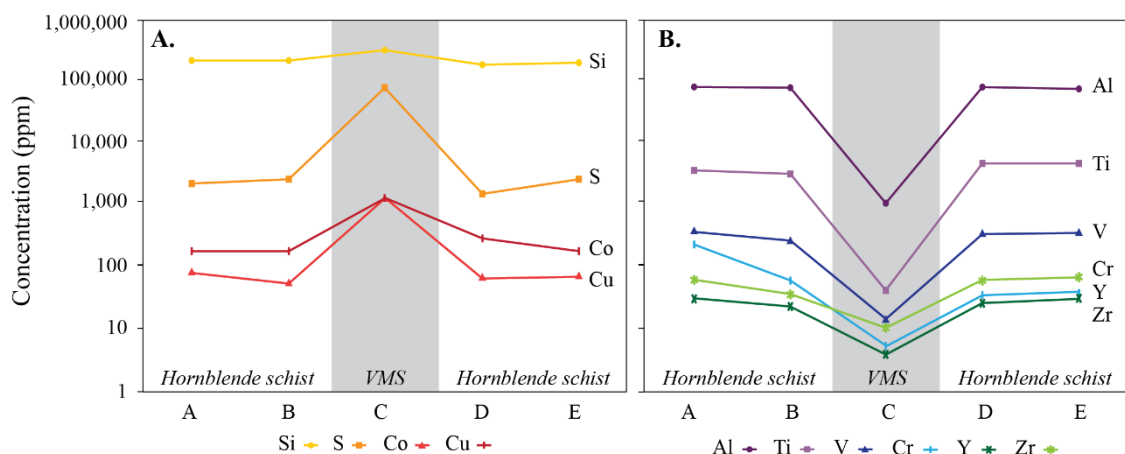 A.
1,000,000
100,000
10,000
1,000
100
10
1
Concentration (ppm)
Si
S
Co
Cu
Hornblende schist VMS Hornblende schist
A B C D E
Si S Co Cu
B.
Al
Ti
V
Cr
Y
Zr
Hornblende schist VMS Hornblende schist
A B C D E
Al Ti V Cr Y Zr